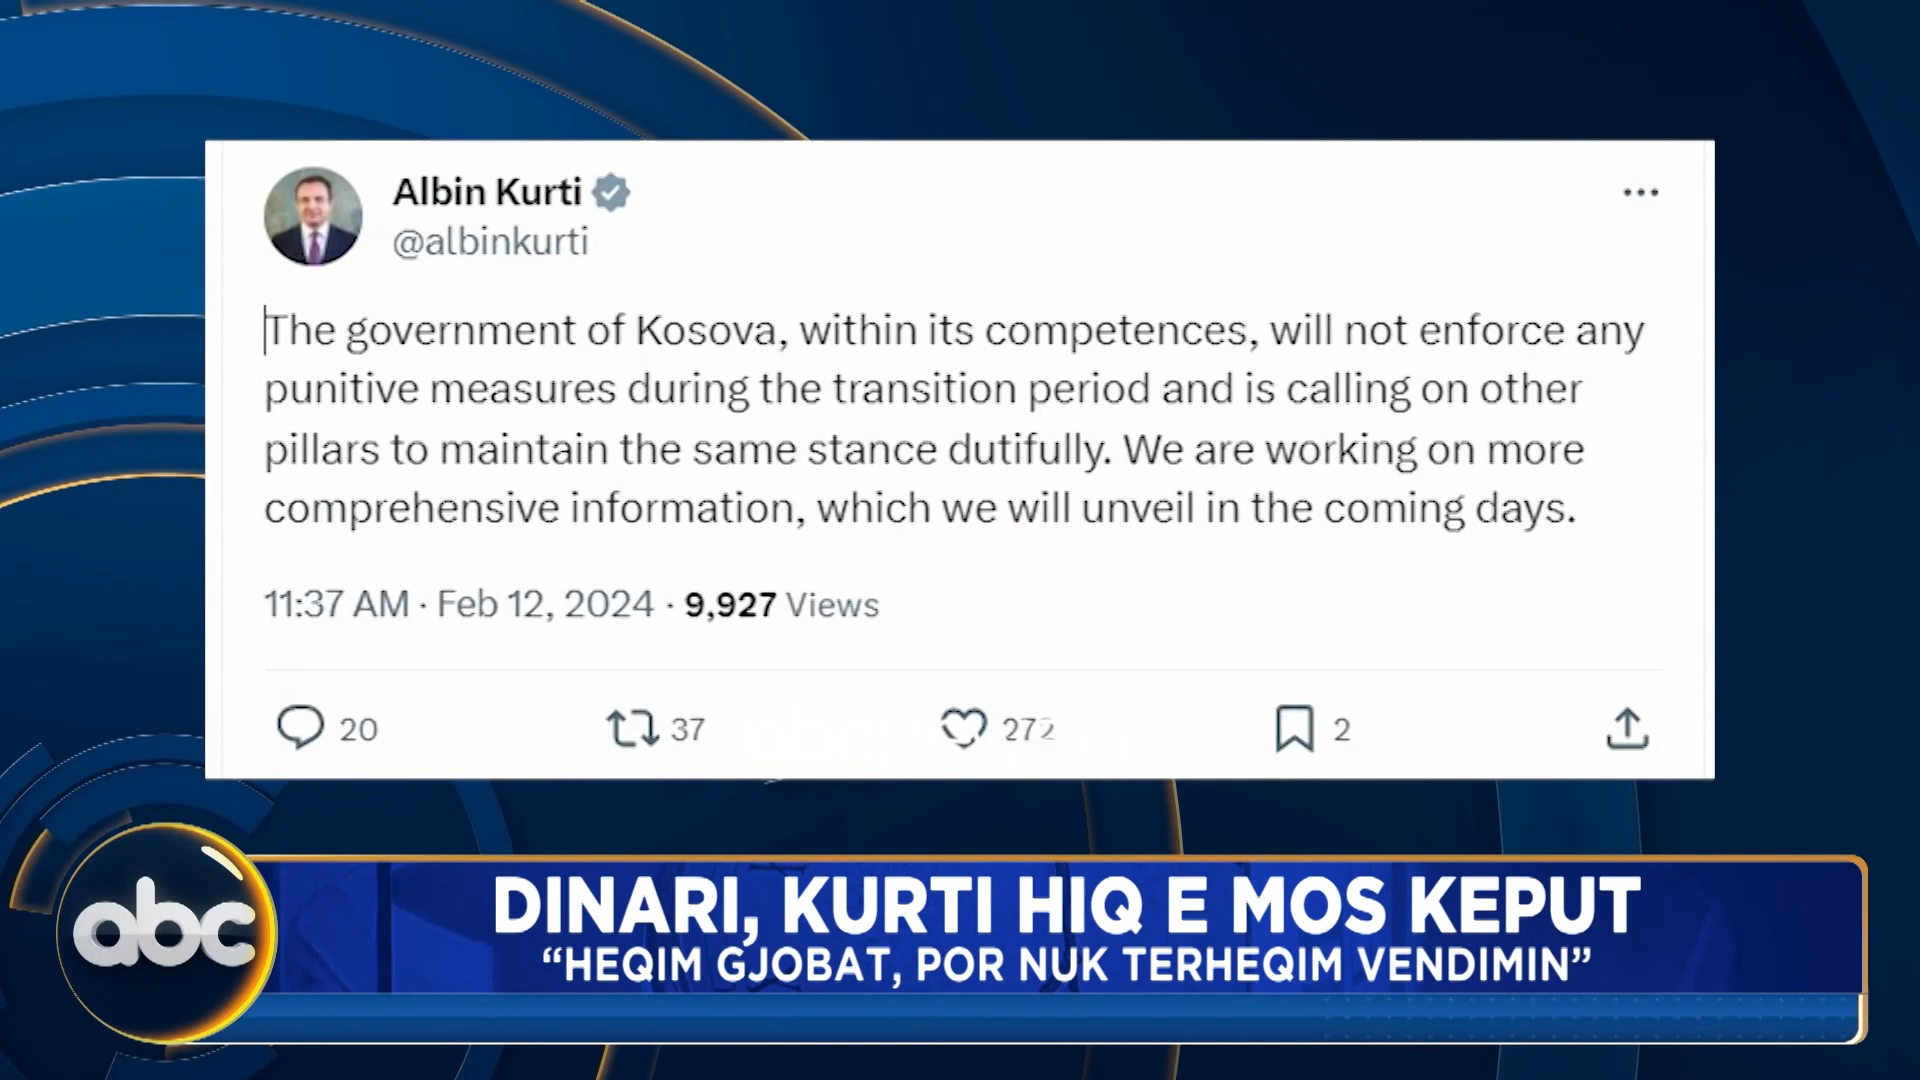 Albin Kurti
@albinkurti
The government of Kosova, within its competences, will not enforce any
punitive measures during the transition period and is calling on other
pillars to maintain the same stance dutifully. We are working on more
comprehensive information, which we will unveil in the coming days.
11:37 AM · Feb 12, 2024 · 9,927 Views
20 37 272 2
abc
DINARI, KURTI HIQ E MOS KEPUT
“HEQIM GJOBAT, POR NUK TERHEQIM VENDIMIN”